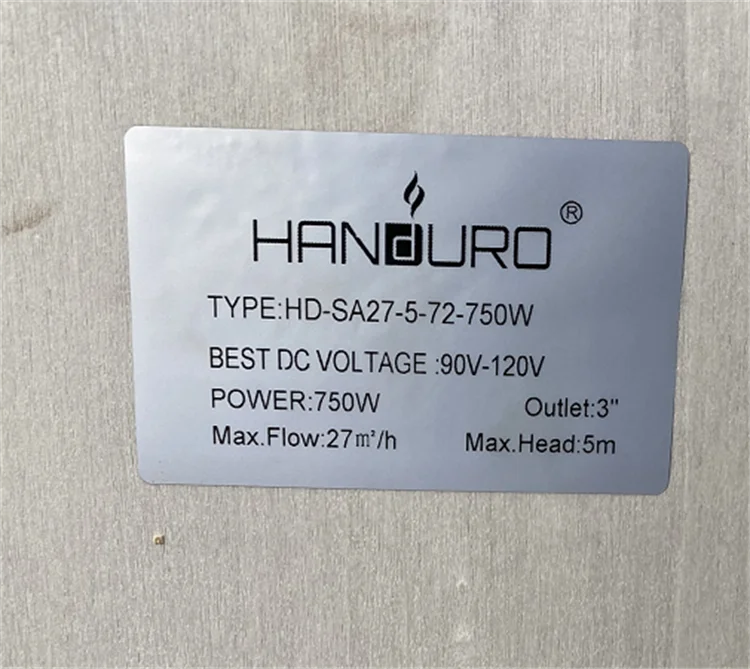 HANDURO®
TYPE:HD-SA27-5-72-750W
BEST DC VOLTAGE :90V-120V
POWER:750W Outlet:3"
Max.Flow:27m³/h Max.Head:5m